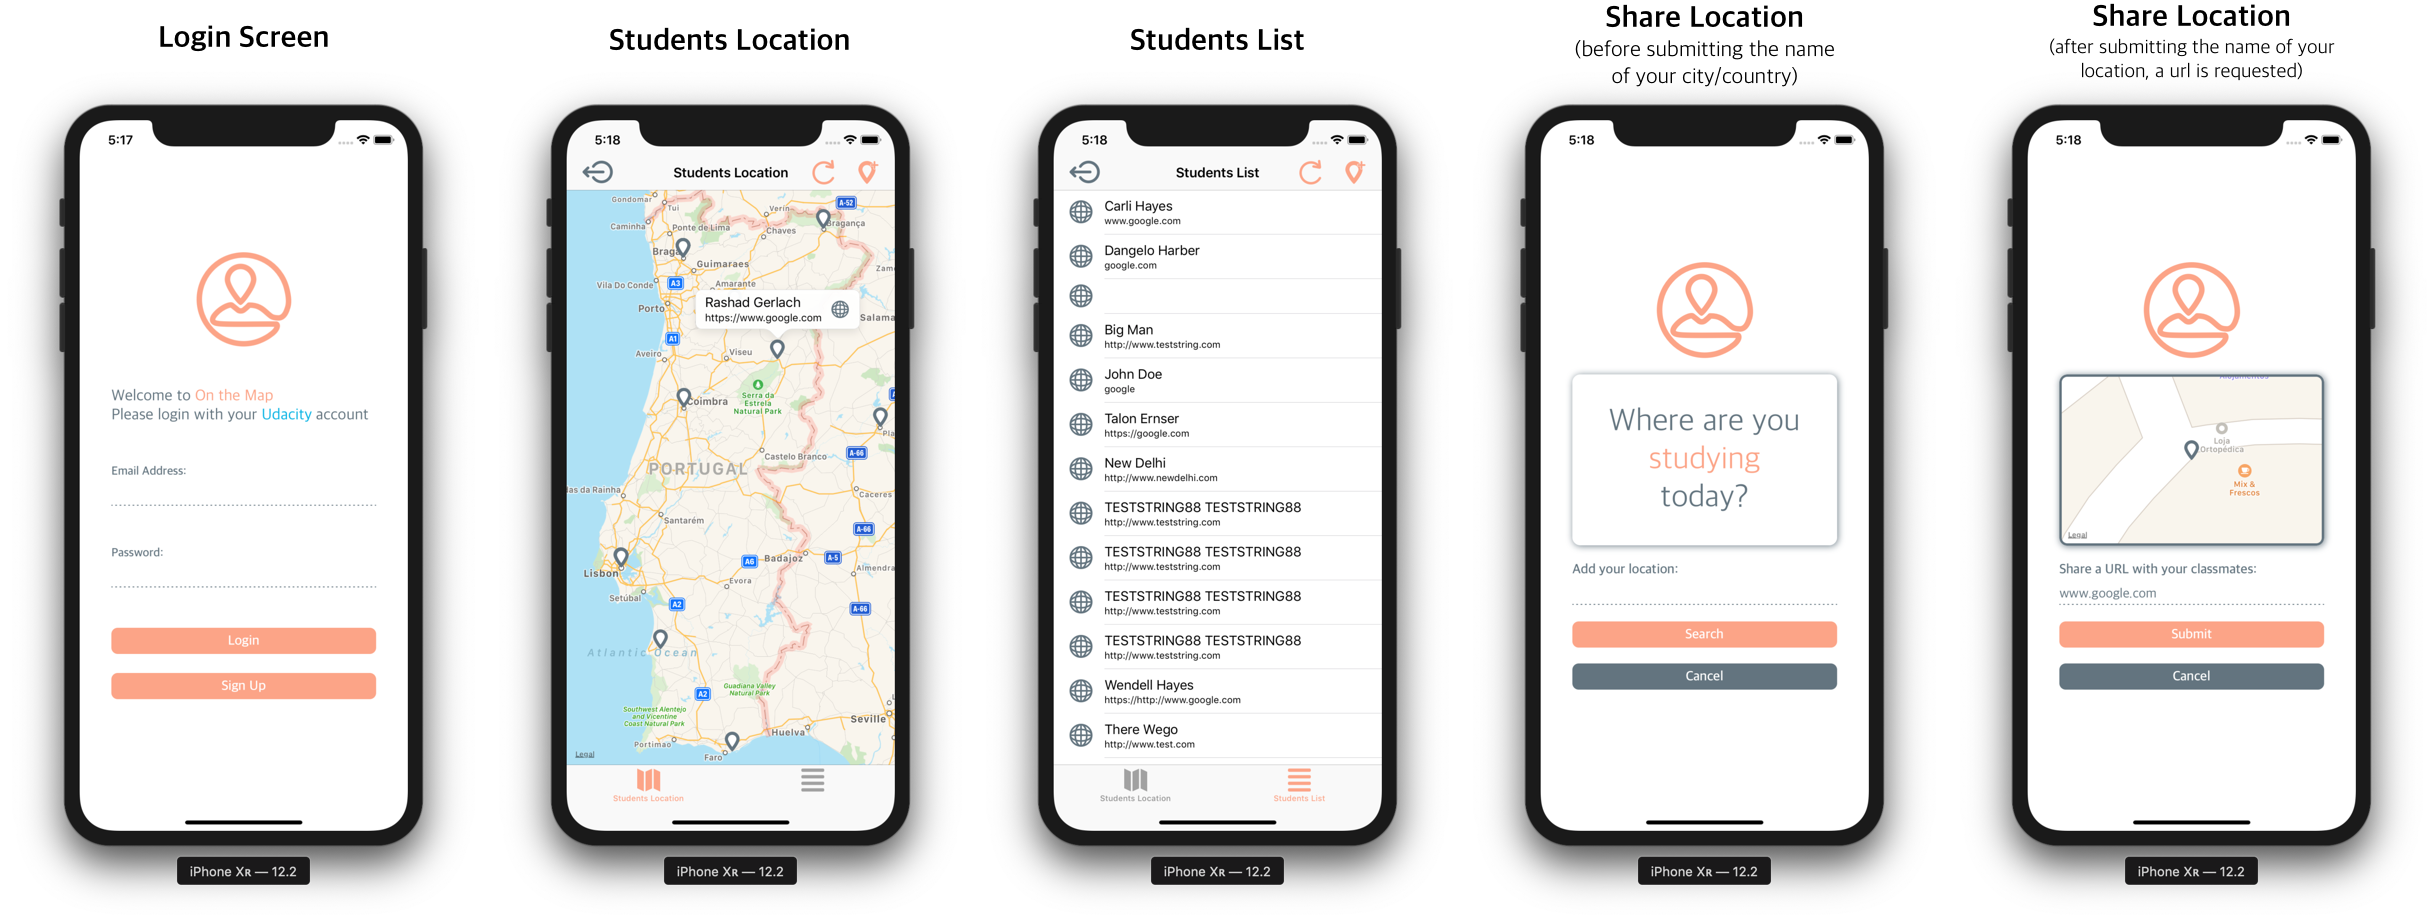 Login Screen
5:17
Welcome to On the Map
Please login with your Udacity account
Email Address:
Password:
Login
Sign Up
iPhone XR — 12.2
Students Location
5:18
Students Location
Gondomar
Tui
Verín
A-52
Caminha
Ponte de Lima
Chaves
Bragança
Braga
Guimaraes
Vila Do Conde
A3
Amarante
Rashad Gerlach
https://www.google.com
Porto
Salama
A1
Aveiro
Viseu
Serra da
Estrela
Natural Park
Coimbra
Pla
A-66
Castelo Branco
PORTUGAL
das da Rainha
Caceres
Santarém
A-66
Badajoz
A-5
A6
Lisbon
Evora
Almendra
Setúbal
A2
A-66
Atlantic Ocean
Guadiana Valley
Natural Park
A2
Southwest Alentejo
and Vicentine
Coast Natural Park
Seville
Huelva
Portimao
Faro
Legal
Students Location
iPhone XR — 12.2
Students List
5:18
Students List
Carli Hayes
www.google.com
Dangelo Harber
google.com
Big Man
http://www.teststring.com
John Doe
google
Talon Ernser
https://google.com
New Delhi
http://www.newdelhi.com
TESTSTRING88 TESTSTRING88
http://www.teststring.com
TESTSTRING88 TESTSTRING88
http://www.teststring.com
TESTSTRING88 TESTSTRING88
http://www.teststring.com
TESTSTRING88 TESTSTRING88
http://www.teststring.com
Wendell Hayes
https://http://www.google.com
There Wego
http://www.test.com
Students Location
Students List
iPhone XR — 12.2
Share Location
(before submitting the name
of your city/country)
5:18
Where are you
studying
today?
Add your location:
Search
Cancel
iPhone XR — 12.2
Share Location
(after submitting the name of your
location, a url is requested)
5:18
Loja
Ortopédica
Mix &
Frescos
Legal
Share a URL with your classmates:
www.google.com
Submit
Cancel
iPhone XR — 12.2